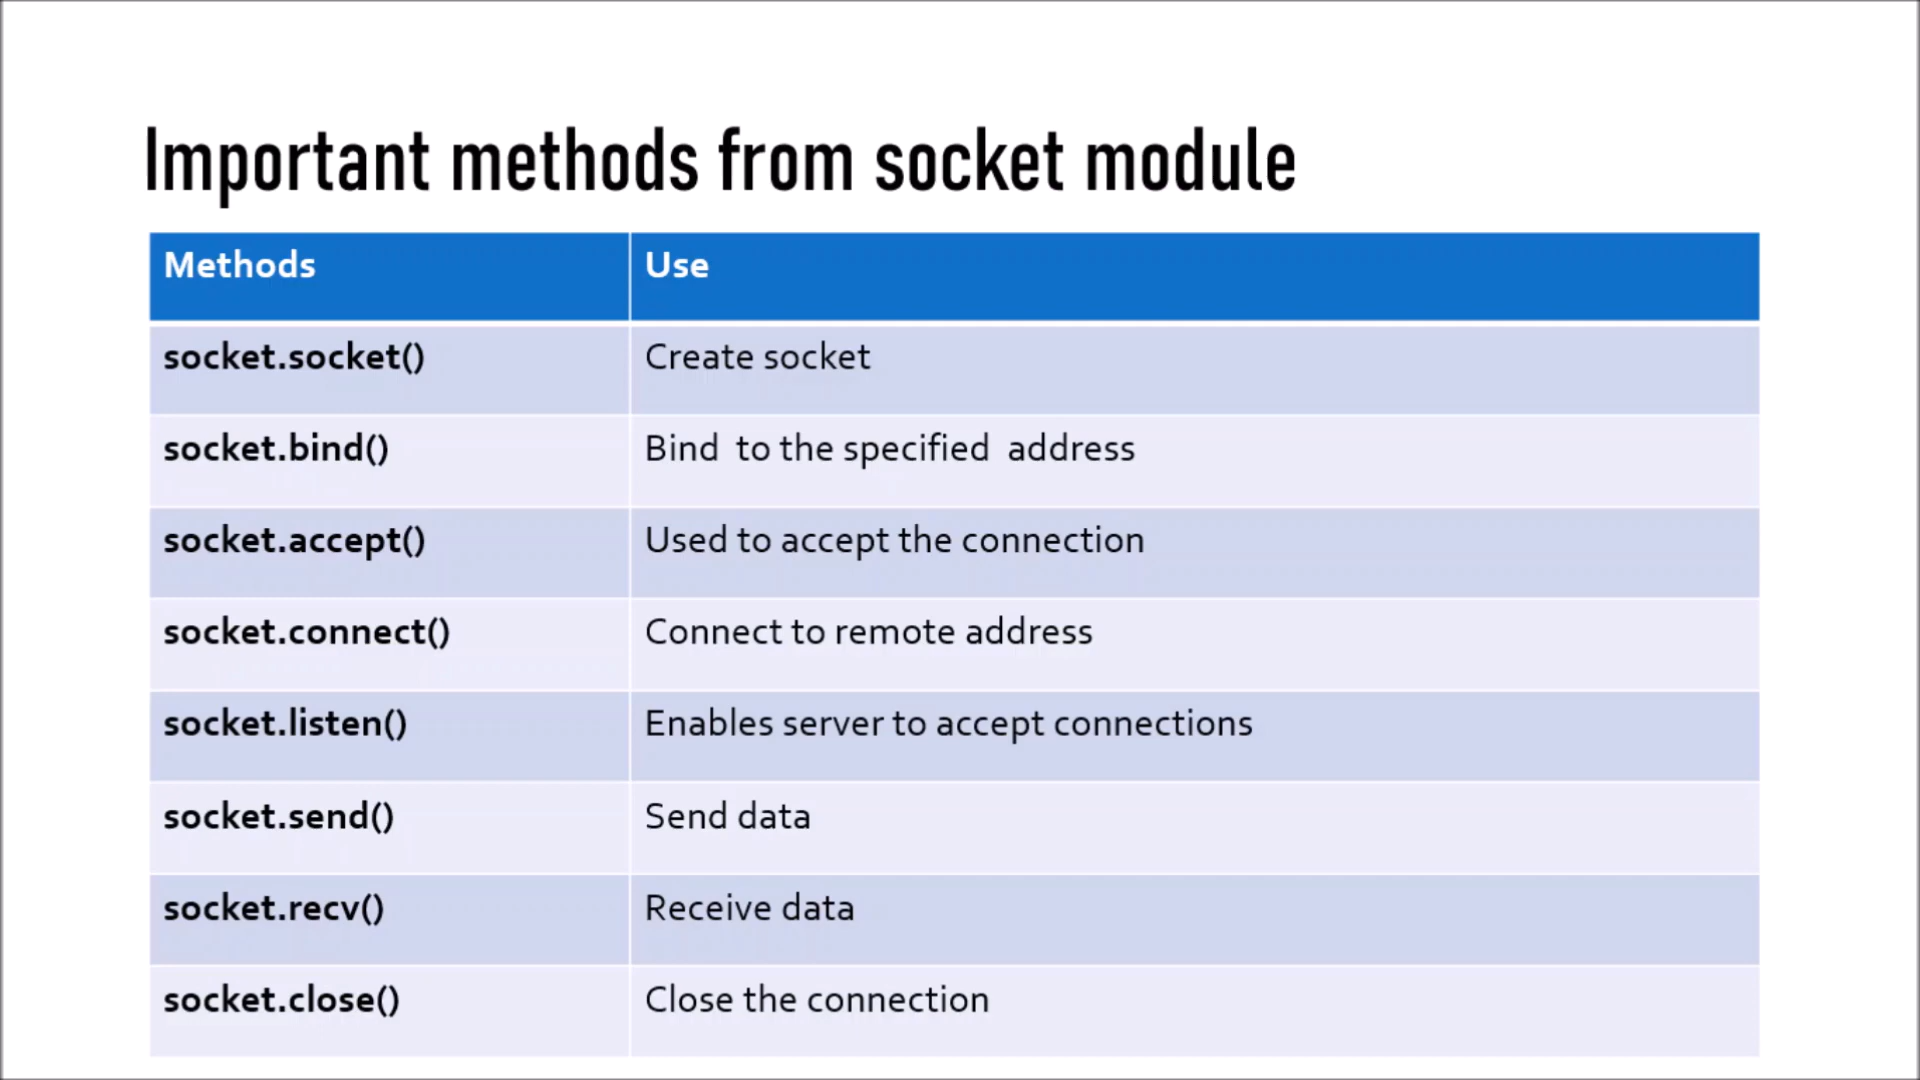 Important methods from socket module
Methods Use
socket.socket() Create socket
socket.bind() Bind  to the specified  address
socket.accept() Used to accept the connection
socket.connect() Connect to remote address
socket.listen() Enables server to accept connections
socket.send() Send data
socket.recv() Receive data
socket.close() Close the connection